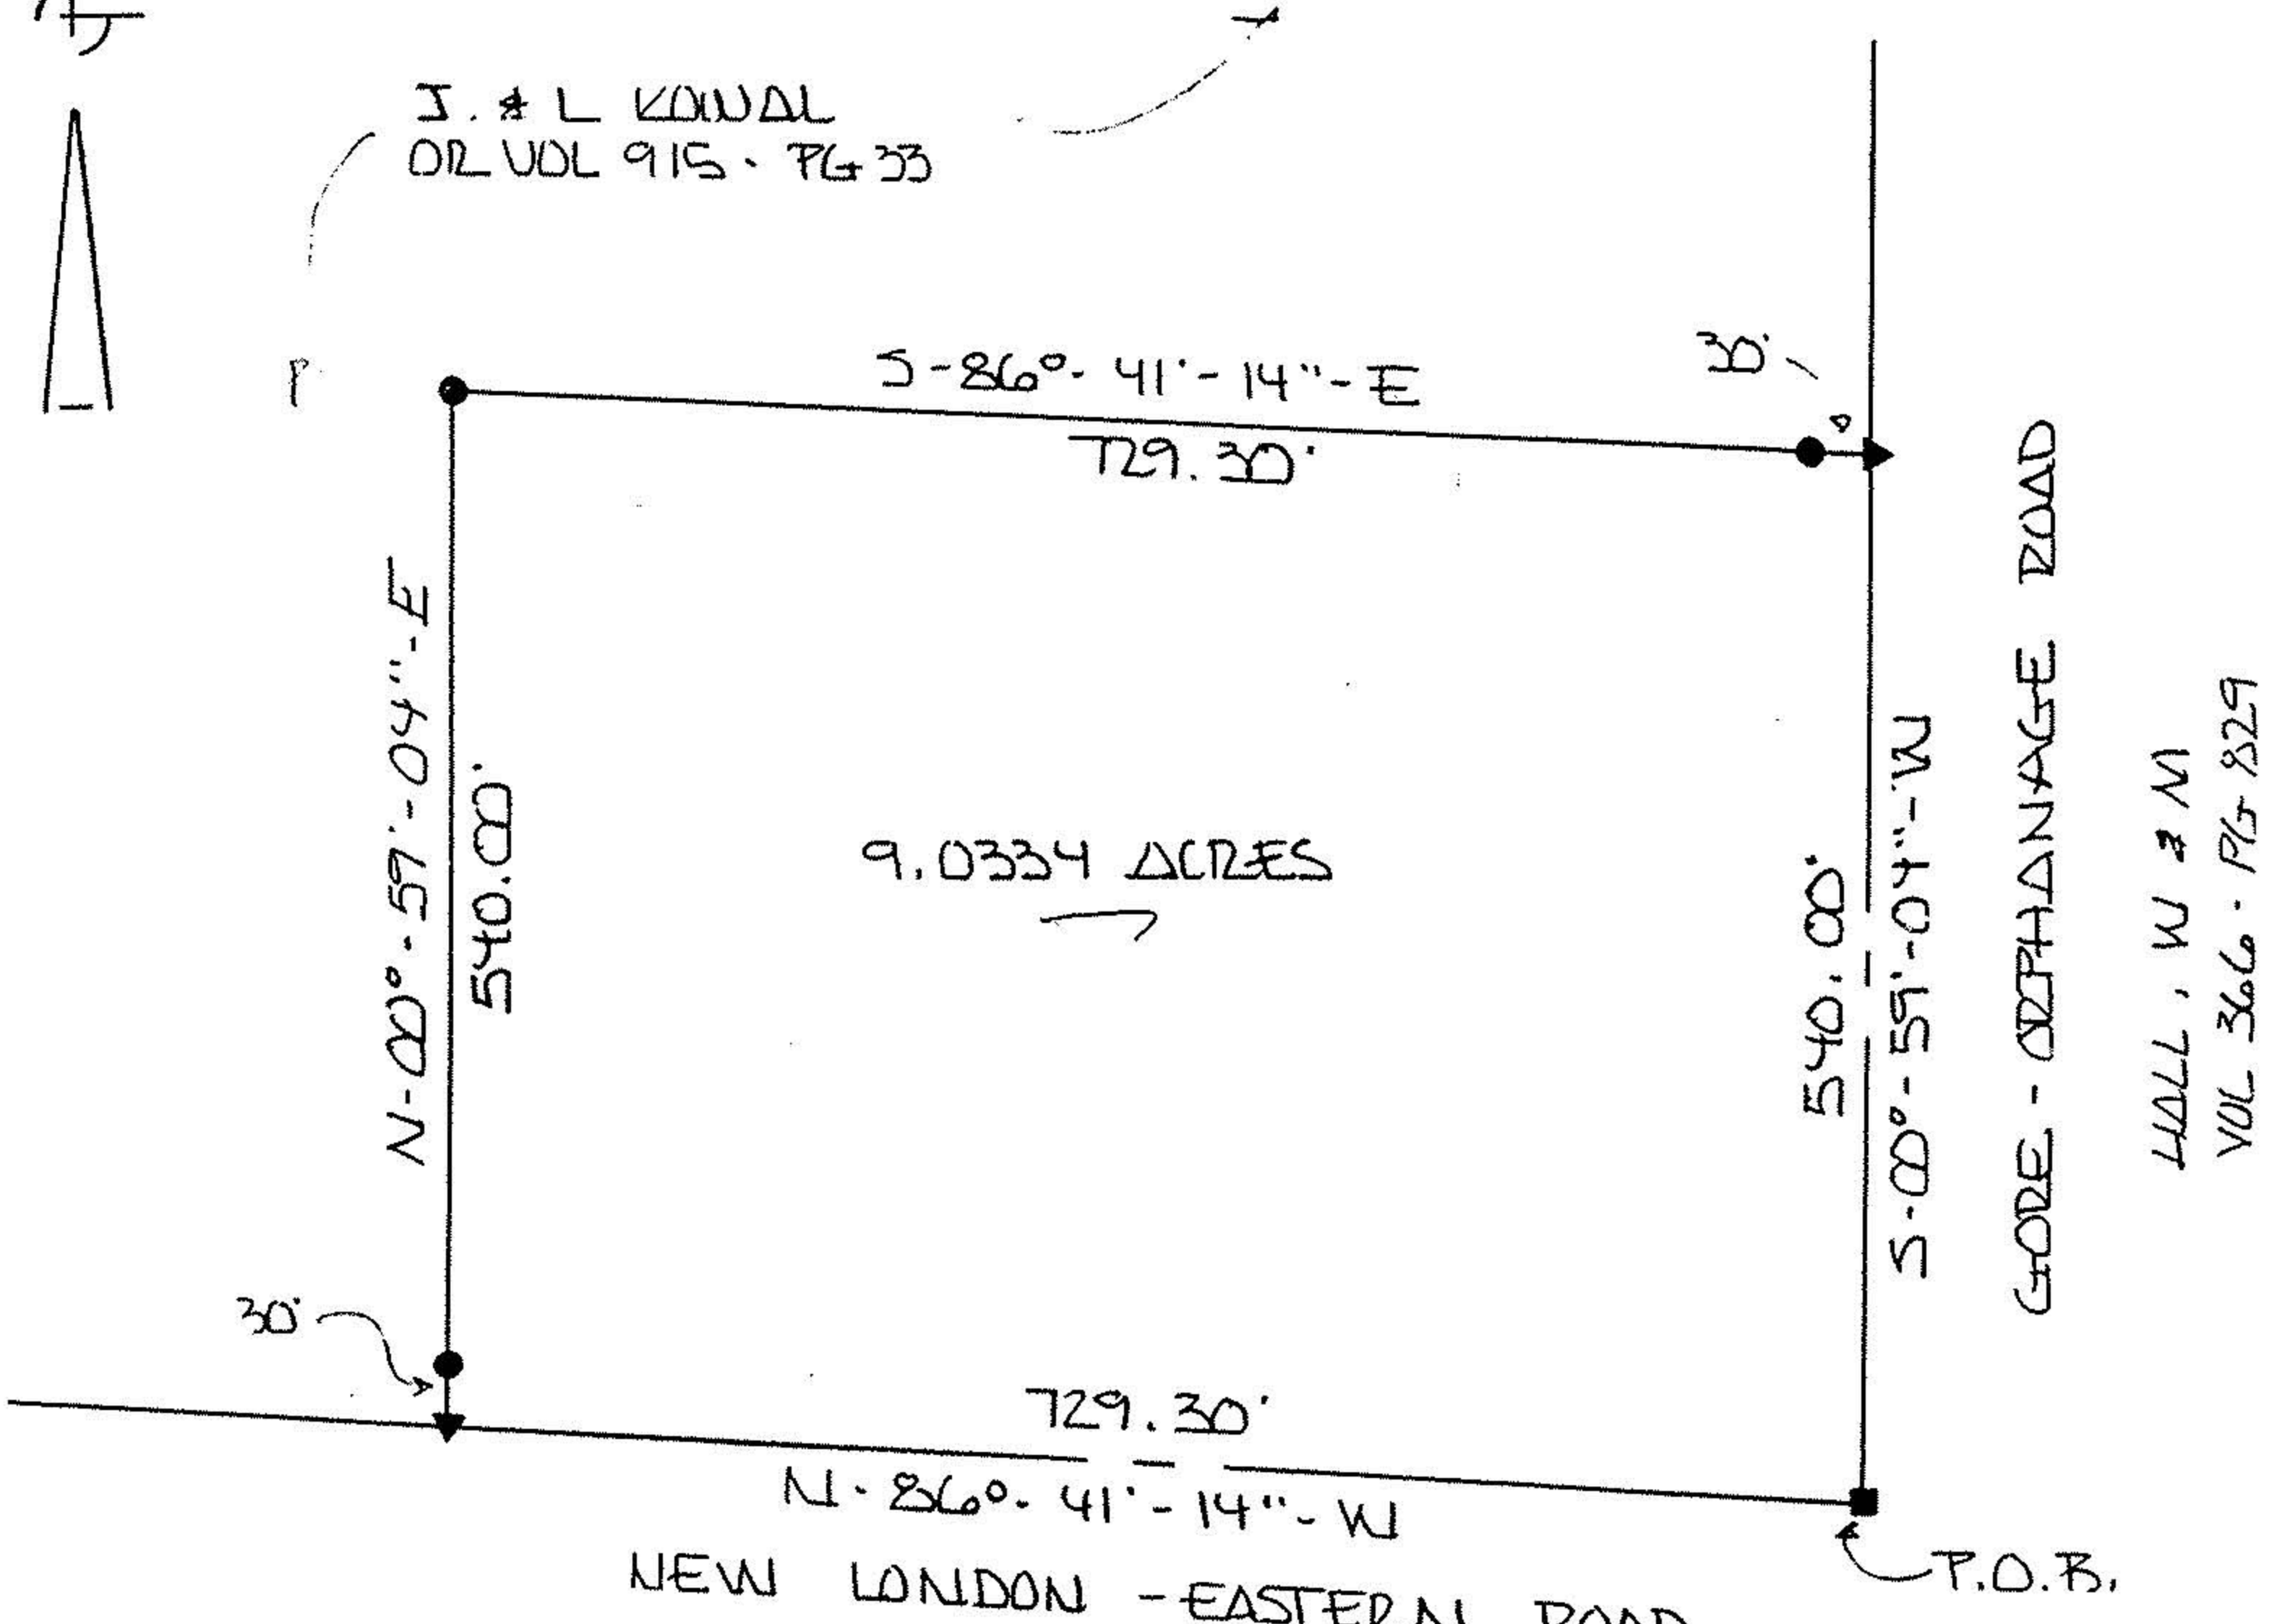 J. & L KOWAL
OR VOL 915 - PG 33
S-86°-41'-14"-E
729.30'
30'
N-00°-59'-04"-E
540.00'
9.0334 ACRES
540.00'
S-00°-59'-04"-W
GORE - ORPHANAGE ROAD
HALL, W & M
VOL 366 - PG 829
30'
729.30'
N-86°-41'-14"-W
NEW LONDON - EASTERN ROAD
P.O.B.